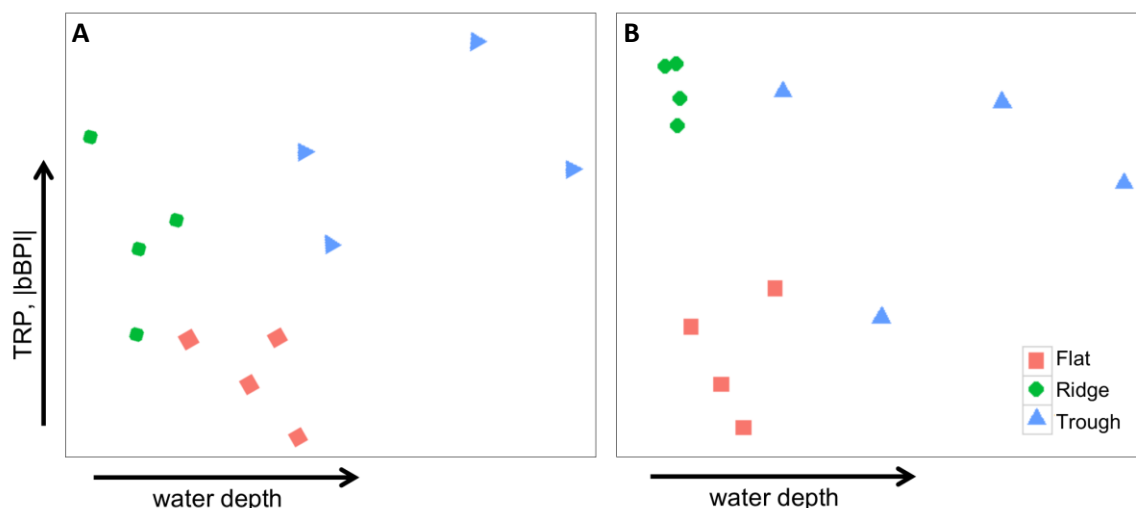 A
B
TRP, |bBPI|
Flat
Ridge
Trough
water depth
water depth